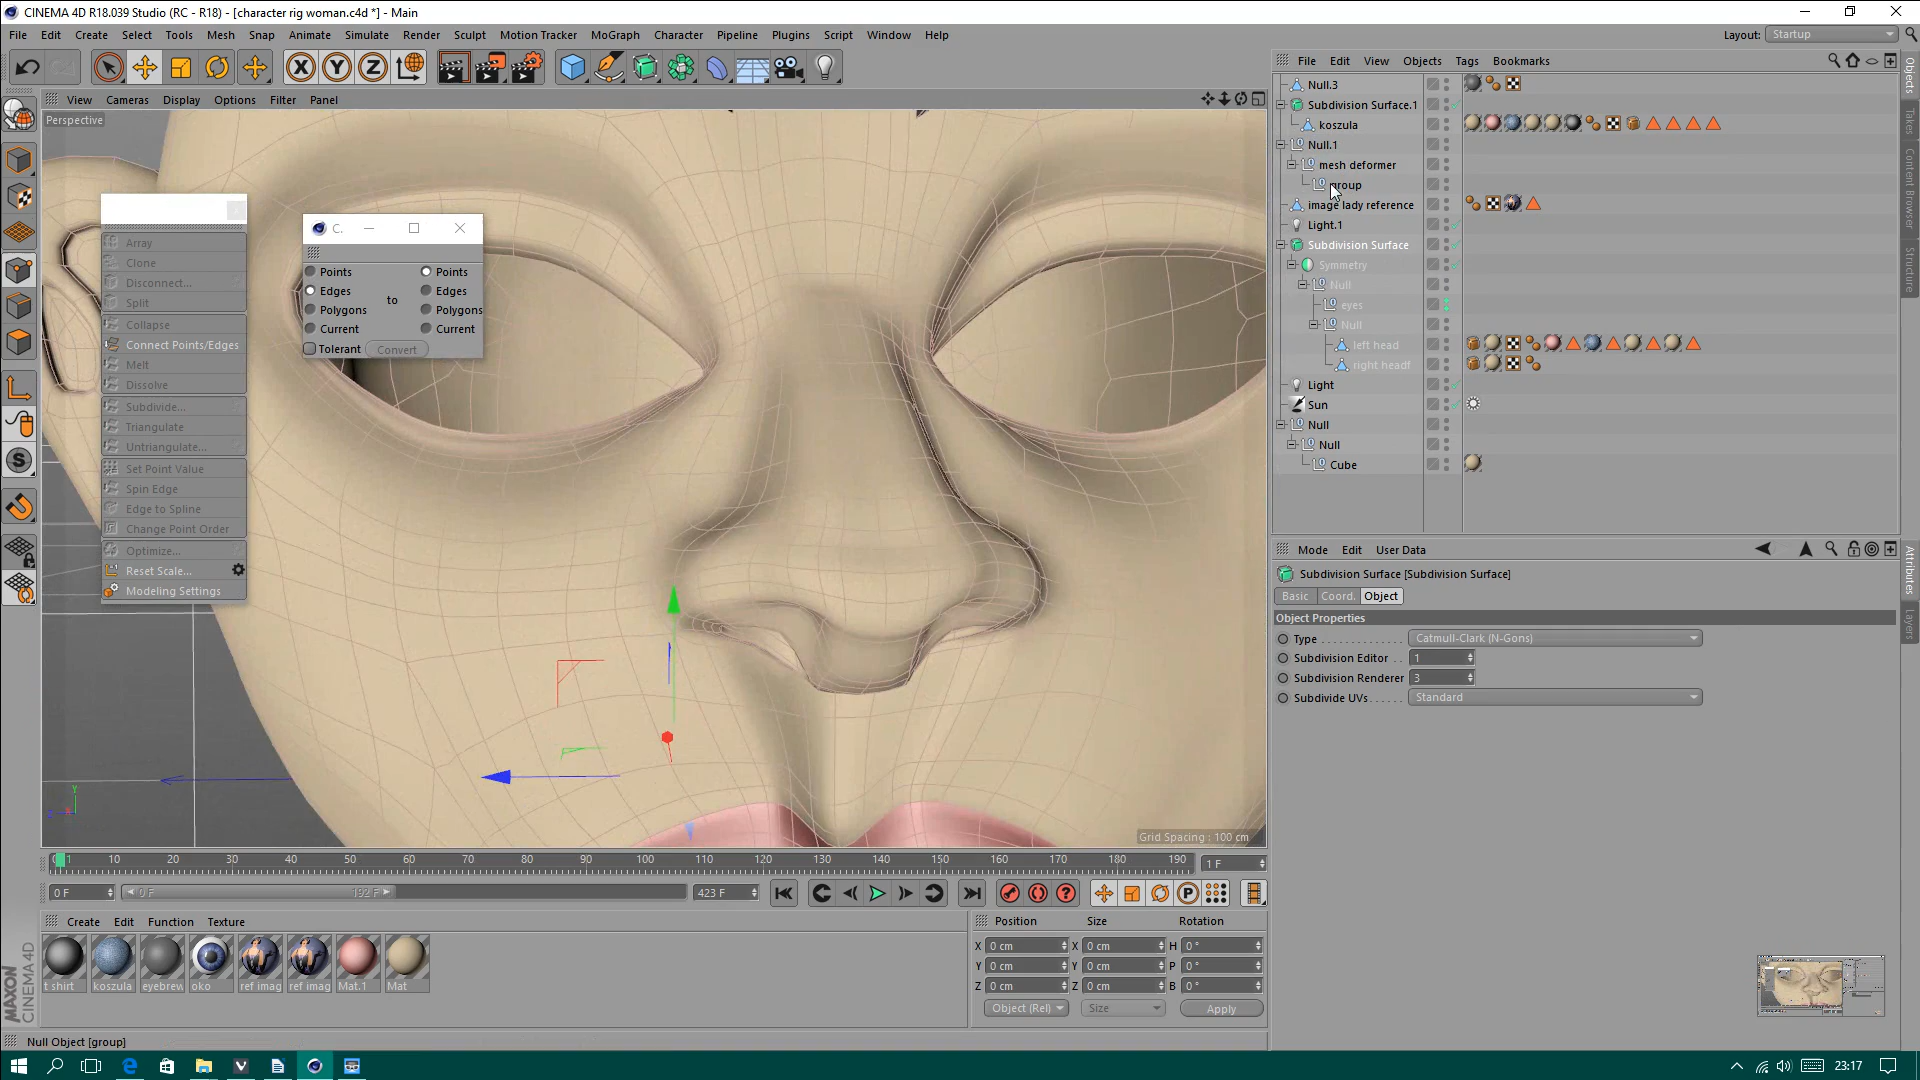 CINEMA 4D R18.039 Studio (RC - R18) - [character rig woman.c4d *] - Main
File Edit Create Select Tools Mesh Snap Animate Simulate Render Sculpt Motion Tracker MoGraph Character Pipeline Plugins Script Window Help
Layout: Startup
View Cameras Display Options Filter Panel
Perspective
Array
Clone
Disconnect...
Split
Collapse
Connect Points/Edges
Melt
Dissolve
Subdivide...
Triangulate
Untriangulate...
Set Point Value
Spin Edge
Edge to Spline
Change Point Order
Optimize...
Reset Scale...
Modeling Settings
C.
Points Points
Edges to Edges
Polygons Polygons
Current Current
Tolerant Convert
Grid Spacing : 100 cm
File Edit View Objects Tags Bookmarks
Null.3
Subdivision Surface.1
koszula
Null.1
mesh deformer
group
image lady reference
Light.1
Subdivision Surface
Symmetry
Null
eyes
Null
left head
right headf
Light
Sun
Null
Null
Cube
Objects
Takes
Content Browser
Structure
Mode Edit User Data
Subdivision Surface [Subdivision Surface]
Basic Coord. Object
Object Properties
Type Catmull-Clark (N-Gons)
Subdivision Editor 1
Subdivision Renderer 3
Subdivide UVs Standard
Attributes
Layers
10 20 30 40 50 60 70 80 90 100 110 120 130 140 150 160 170 180 190 1 F
0 F 0 F 192 F 423 F
Create Edit Function Texture
t shirt koszula eyebrew oko ref imag ref imag Mat.1 Mat
Position Size Rotation
X 0 cm X 0 cm H 0 °
Y 0 cm Y 0 cm P 0 °
Z 0 cm Z 0 cm B 0 °
Object (Rel) Size Apply
MAXON
CINEMA 4D
Null Object [group]
23:17